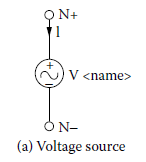 N+
I
+
V <name>
−
N−
(a) Voltage source